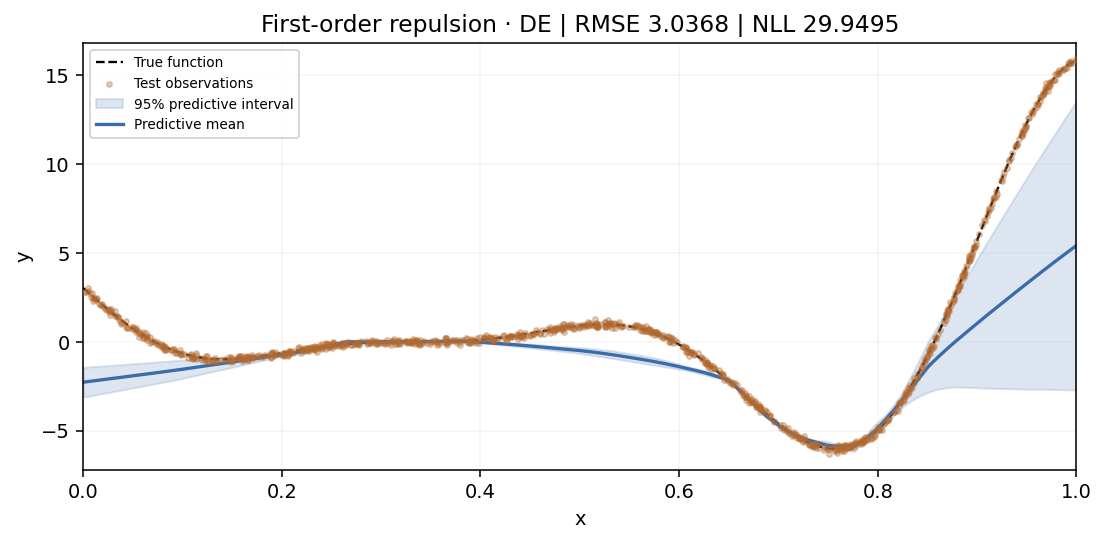 First-order repulsion · DE | RMSE 3.0368 | NLL 29.9495
True function
Test observations
95% predictive interval
Predictive mean
15
10
5
0
−5
y
0.0 0.2 0.4 0.6 0.8 1.0
x